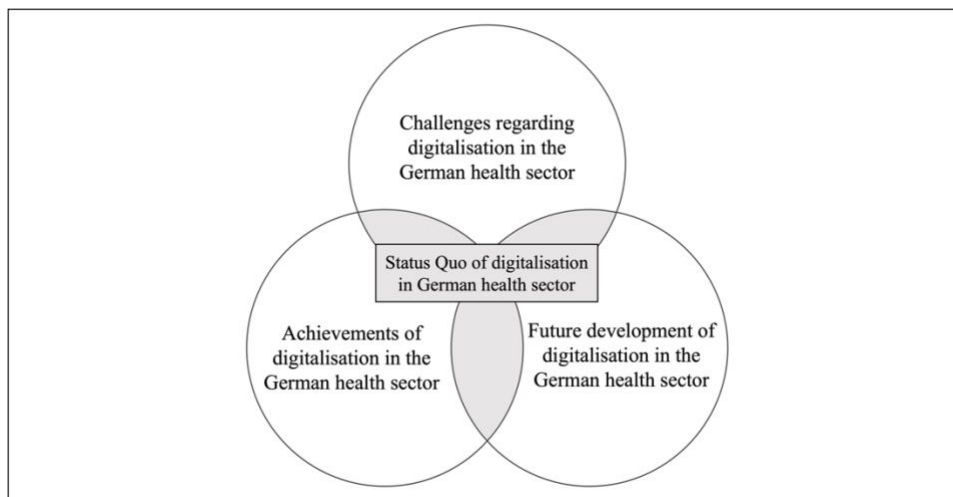 Challenges regarding
digitalisation in the
German health sector
Status Quo of digitalisation
in German health sector
Achievements of
digitalisation in the
German health sector
Future development of
digitalisation in the
German health sector